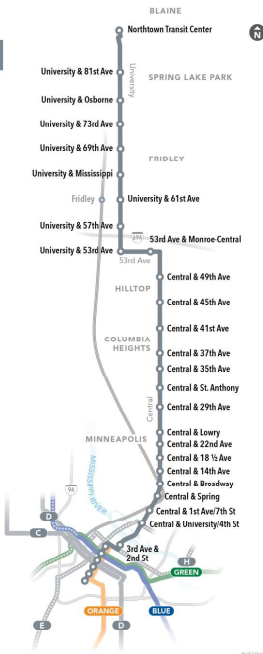 BLAINE
Northtown Transit Center
N
University & 81st Ave
University
SPRING LAKE PARK
University & Osborne
University & 73rd Ave
University & 69th Ave
FRIDLEY
University & Mississippi
Fridley
University & 61st Ave
University & 57th Ave
694
53rd Ave & Monroe-Central
University & 53rd Ave
53rd Ave
Central & 49th Ave
HILLTOP
Central & 45th Ave
Central & 41st Ave
COLUMBIA
HEIGHTS
Central & 37th Ave
Central & 35th Ave
Central & St. Anthony
Central
Central & 29th Ave
MINNEAPOLIS
Central & Lowry
Central & 22nd Ave
Central & 18 ½ Ave
Central & 14th Ave
Central & Broadway
MISSISSIPPI RIVER
94
Central & Spring
Central & 1st Ave/7th St
D
Central & University/4th St
C
3rd Ave &
2nd St
H
GREEN
ORANGE
BLUE
E
D